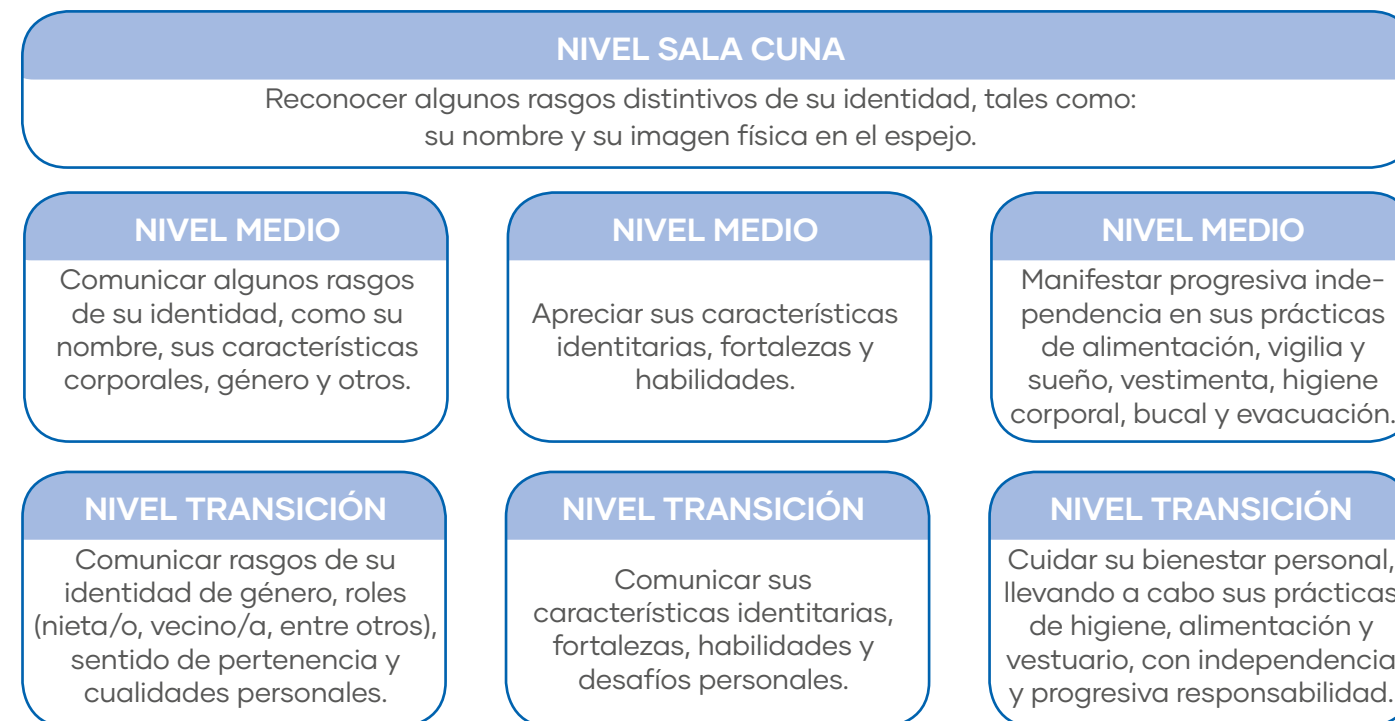 NIVEL SALA CUNA
Reconocer algunos rasgos distintivos de su identidad, tales como:
su nombre y su imagen física en el espejo.
NIVEL MEDIO
Comunicar algunos rasgos
de su identidad, como su
nombre, sus características
corporales, género y otros.
NIVEL MEDIO
Apreciar sus características
identitarias, fortalezas y
habilidades.
NIVEL MEDIO
Manifestar progresiva inde-
pendencia en sus prácticas
de alimentación, vigilia y
sueño, vestimenta, higiene
corporal, bucal y evacuación.
NIVEL TRANSICIÓN
Comunicar rasgos de su
identidad de género, roles
(nieta/o, vecino/a, entre otros),
sentido de pertenencia y
cualidades personales.
NIVEL TRANSICIÓN
Comunicar sus
características identitarias,
fortalezas, habilidades y
desafíos personales.
NIVEL TRANSICIÓN
Cuidar su bienestar personal,
llevando a cabo sus prácticas
de higiene, alimentación y
vestuario, con independencia
y progresiva responsabilidad.